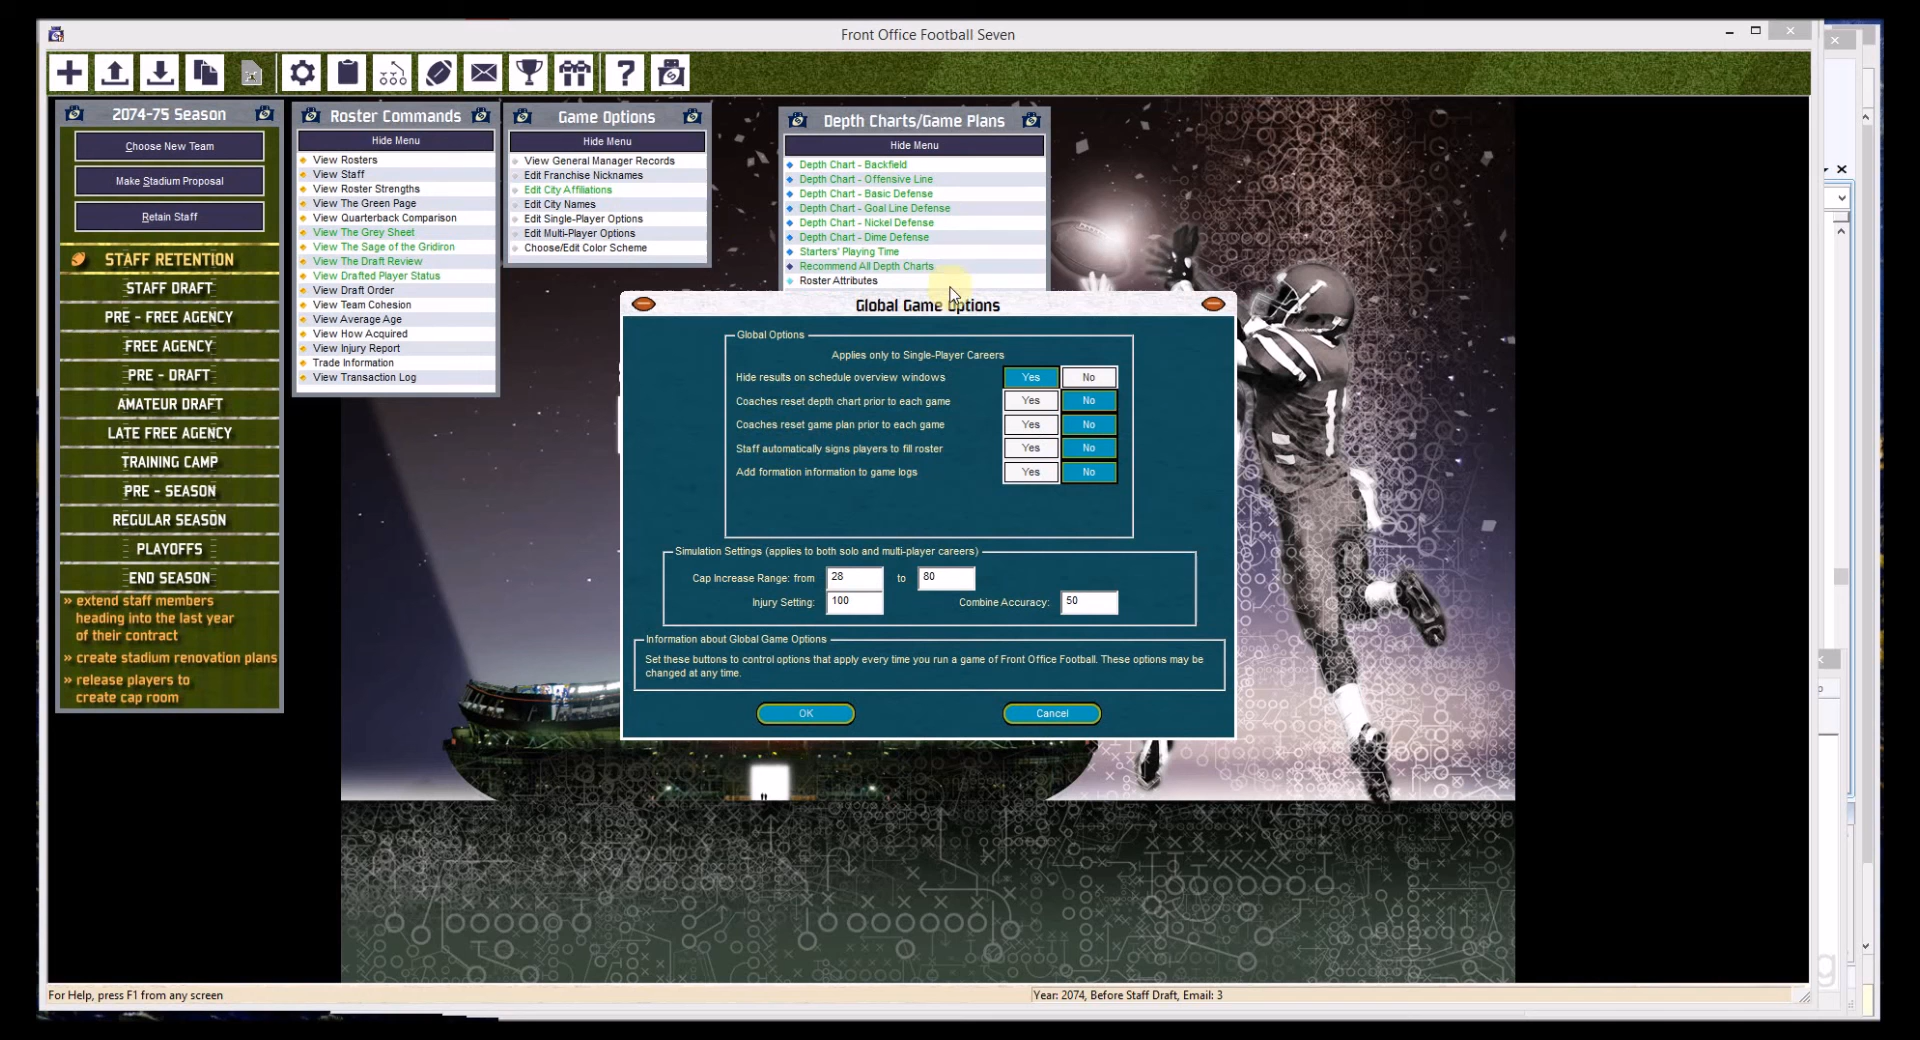 Front Office Football Seven
2074-75 Season
Choose New Team
Make Stadium Proposal
Retain Staff
STAFF RETENTION
STAFF DRAFT
PRE - FREE AGENCY
FREE AGENCY
PRE - DRAFT
AMATEUR DRAFT
LATE FREE AGENCY
TRAINING CAMP
PRE - SEASON
REGULAR SEASON
PLAYOFFS
END SEASON
» extend staff members
heading into the last year
of their contract
» create stadium renovation plans
» release players to
create cap room
Roster Commands
Hide Menu
View Rosters
View Staff
View Roster Strengths
View The Green Page
View Quarterback Comparison
View The Grey Sheet
View The Sage of the Gridiron
View The Draft Review
View Drafted Player Status
View Draft Order
View Team Cohesion
View Average Age
View How Acquired
View Injury Report
Trade Information
View Transaction Log
Game Options
Hide Menu
View General Manager Records
Edit Franchise Nicknames
Edit City Affiliations
Edit City Names
Edit Single-Player Options
Edit Multi-Player Options
Choose/Edit Color Scheme
Depth Charts/Game Plans
Hide Menu
Depth Chart - Backfield
Depth Chart - Offensive Line
Depth Chart - Basic Defense
Depth Chart - Goal Line Defense
Depth Chart - Nickel Defense
Depth Chart - Dime Defense
Starters' Playing Time
Recommend All Depth Charts
Roster Attributes
Global Game Options
Global Options
Applies only to Single-Player Careers
Hide results on schedule overview windows Yes No
Coaches reset depth chart prior to each game Yes No
Coaches reset game plan prior to each game Yes No
Staff automatically signs players to fill roster Yes No
Add formation information to game logs Yes No
Simulation Settings (applies to both solo and multi-player careers)
Cap Increase Range: from 28 to 80
Injury Setting: 100 Combine Accuracy: 50
Information about Global Game Options
Set these buttons to control options that apply every time you run a game of Front Office Football. These options may be
changed at any time.
OK Cancel
For Help, press F1 from any screen
Year: 2074, Before Staff Draft, Email: 3